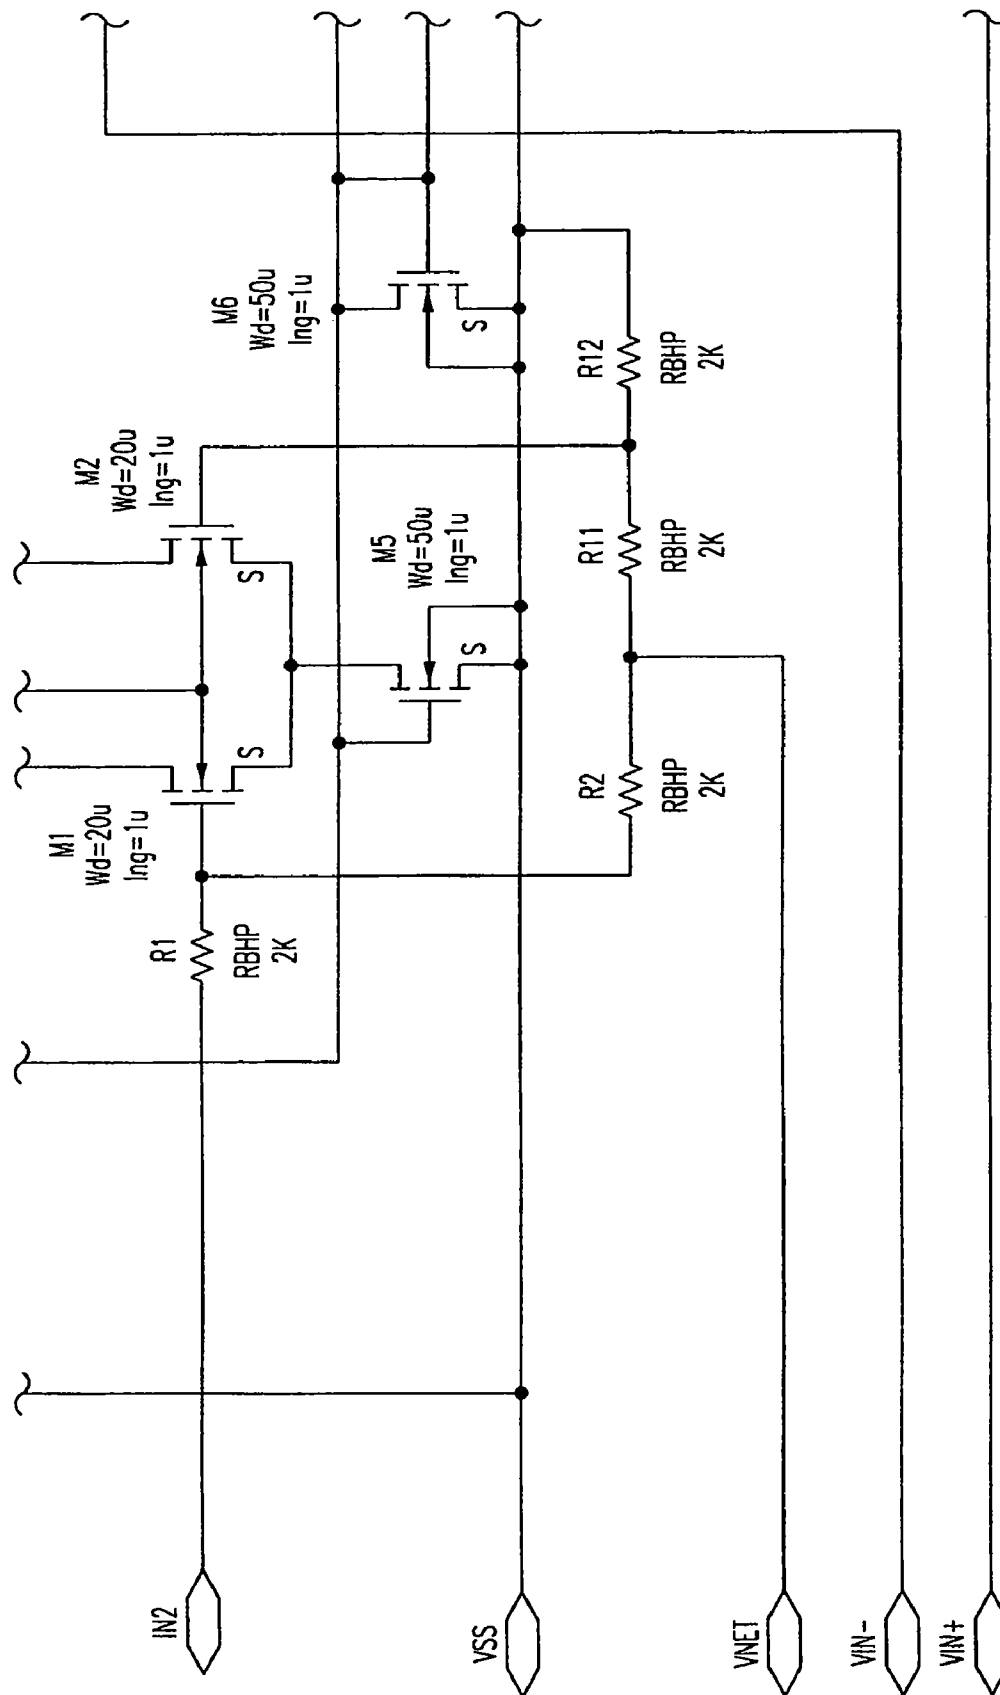 M1
Wd=20u
lng=1u
M2
Wd=20u
lng=1u
IN2
R1
RBHP
2K
S
S
M6
Wd=50u
lng=1u
M5
Wd=50u
lng=1u
VSS
S
S
R2
RBHP
2K
R11
RBHP
2K
R12
RBHP
2K
VNET
VIN-
VIN+